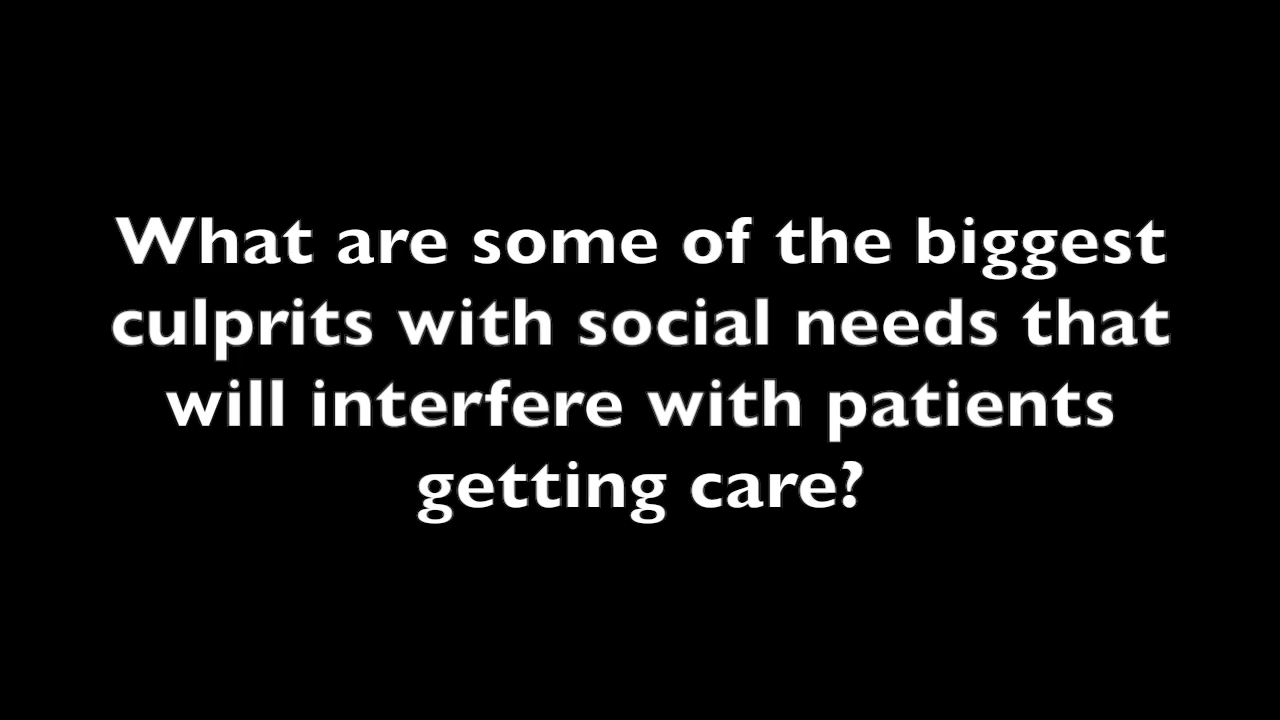 What are some of the biggest
culprits with social needs that
will interfere with patients
getting care?